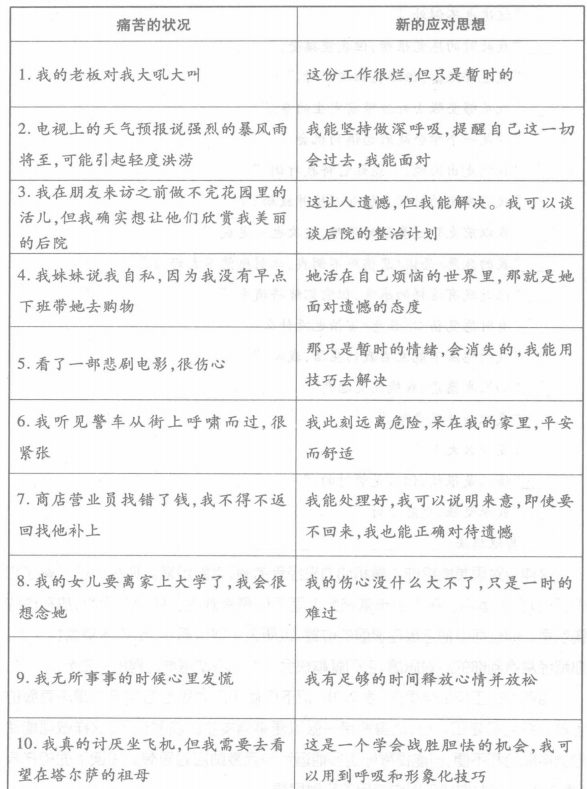 痛苦的状况
新的应对思想
1. 我的老板对我大吼大叫
这份工作很烂,但只是暂时的
2. 电视上的天气预报说强烈的暴风雨
将至,可能引起轻度洪涝
我能坚持做深呼吸,提醒自己这一切
会过去,我能面对
3. 我在朋友来访之前做不完花园里的
活儿,但我确实想让他们欣赏我美丽
的后院
这让人遗憾,但我能解决。我可以谈
谈后院的整治计划
4. 我妹妹说我自私,因为我没有早点
下班带她去购物
她活在自己烦恼的世界里,那就是她
面对遗憾的态度
5. 看了一部悲剧电影,很伤心
那只是暂时的情绪,会消失的,我能用
技巧去解决
6. 我听见警车从街上呼啸而过,很
紧张
我此刻远离危险,呆在我的家里,平安
而舒适
7. 商店营业员找错了钱,我不得不返
回找他补上
我能处理好,我可以说明来意,即使要
不回来,我也能正确对待遗憾
8. 我的女儿要离家上大学了,我会很
想念她
我的伤心没什么大不了,只是一时的
难过
9. 我无所事事的时候心里发慌
我有足够的时间释放心情并放松
10. 我真的讨厌坐飞机,但我需要去看
望在塔尔萨的祖母
这是一个学会战胜胆怯的机会,我可
以用到呼吸和形象化技巧